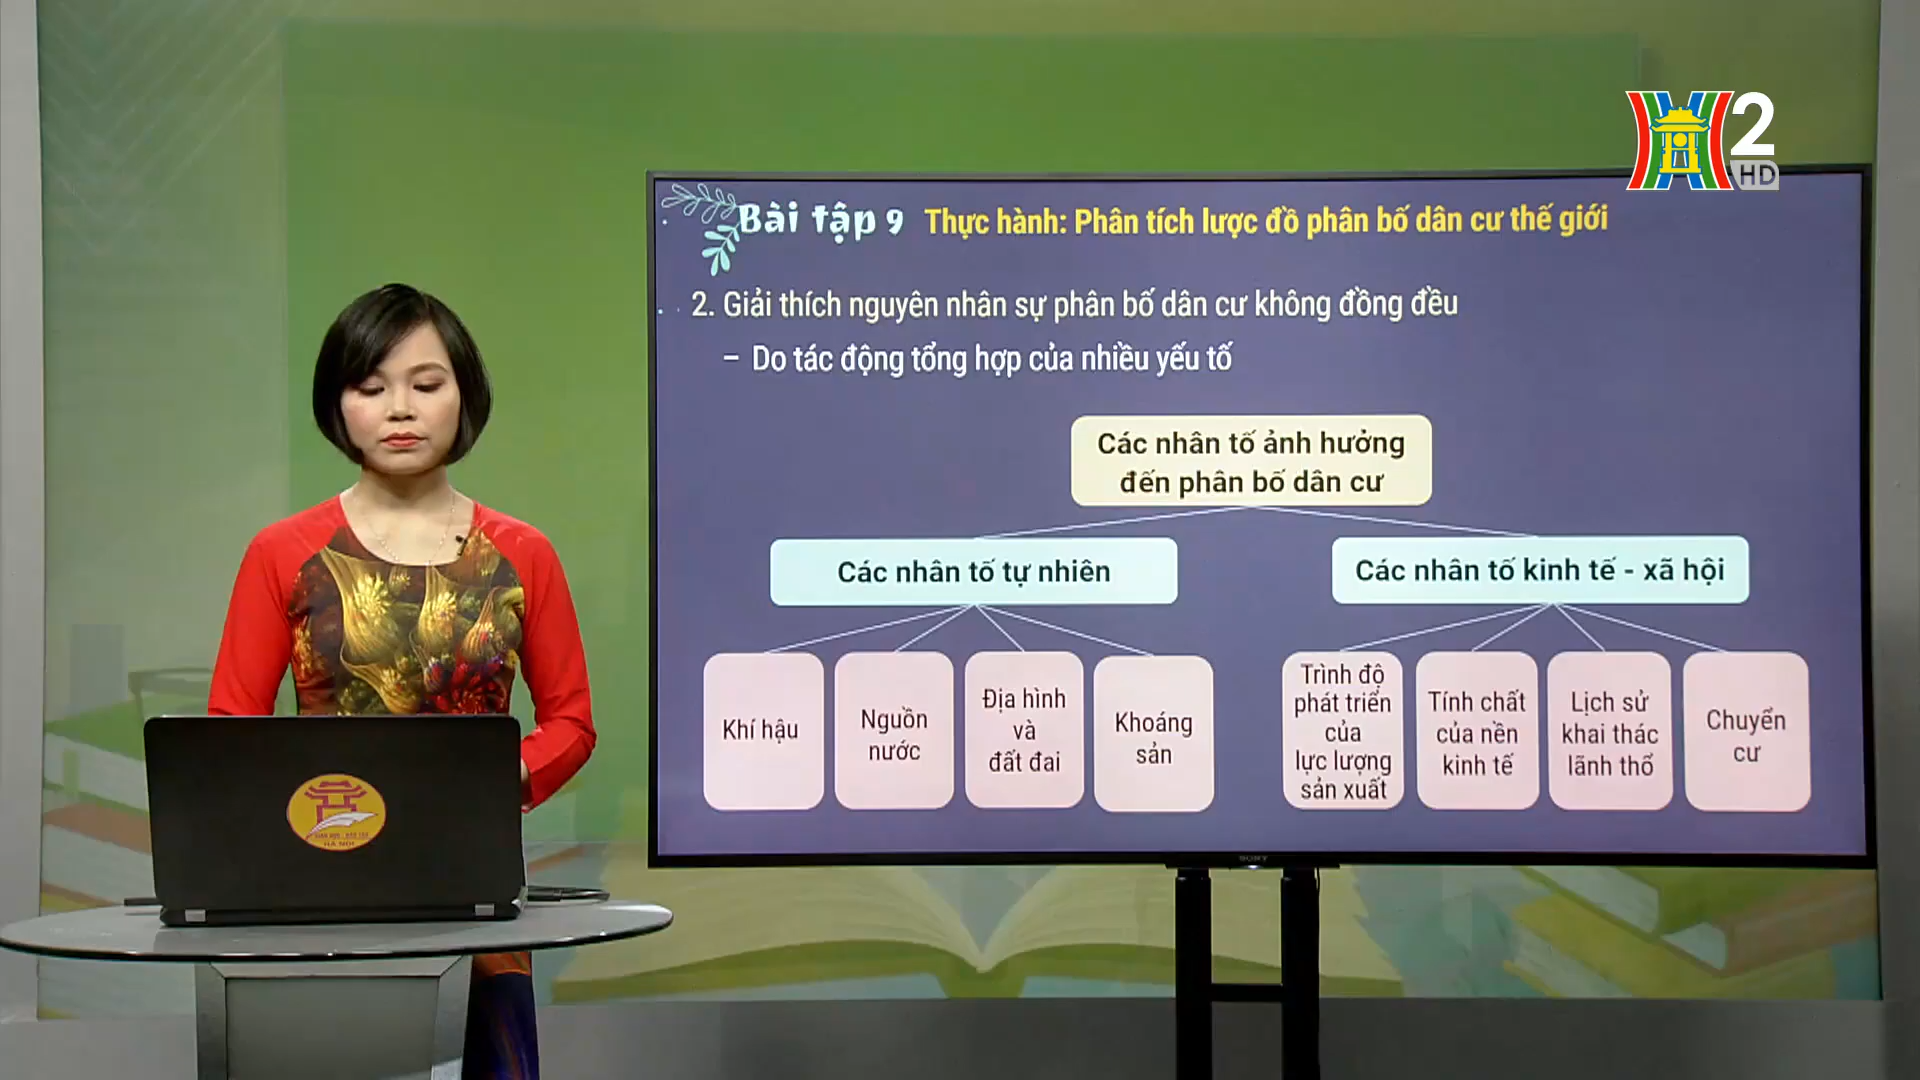 2
HD
Bài tập 9 Thực hành: Phân tích lược đồ phân bố dân cư thế giới
2. Giải thích nguyên nhân sự phân bố dân cư không đồng đều
– Do tác động tổng hợp của nhiều yếu tố
Các nhân tố ảnh hưởng
đến phân bố dân cư
Các nhân tố tự nhiên
Các nhân tố kinh tế - xã hội
Khí hậu
Nguồn
nước
Địa hình
và
đất đai
Khoáng
sản
Trình độ
phát triển
của
lực lượng
sản xuất
Tính chất
của nền
kinh tế
Lịch sử
khai thác
lãnh thổ
Chuyển
cư
SONY
HÀ NỘI